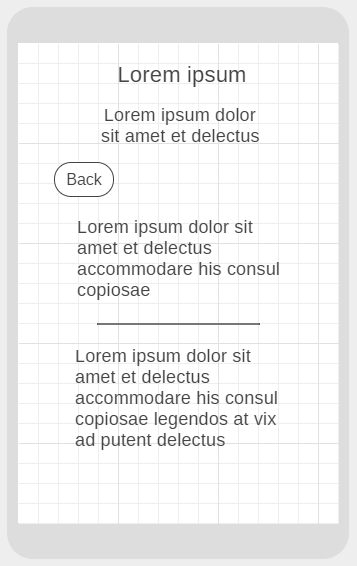 Lorem ipsum
Lorem ipsum dolor
sit amet et delectus
Back
Lorem ipsum dolor sit
amet et delectus
accommodare his consul
copiosae
Lorem ipsum dolor sit
amet et delectus
accommodare his consul
copiosae legendos at vix
ad putent delectus